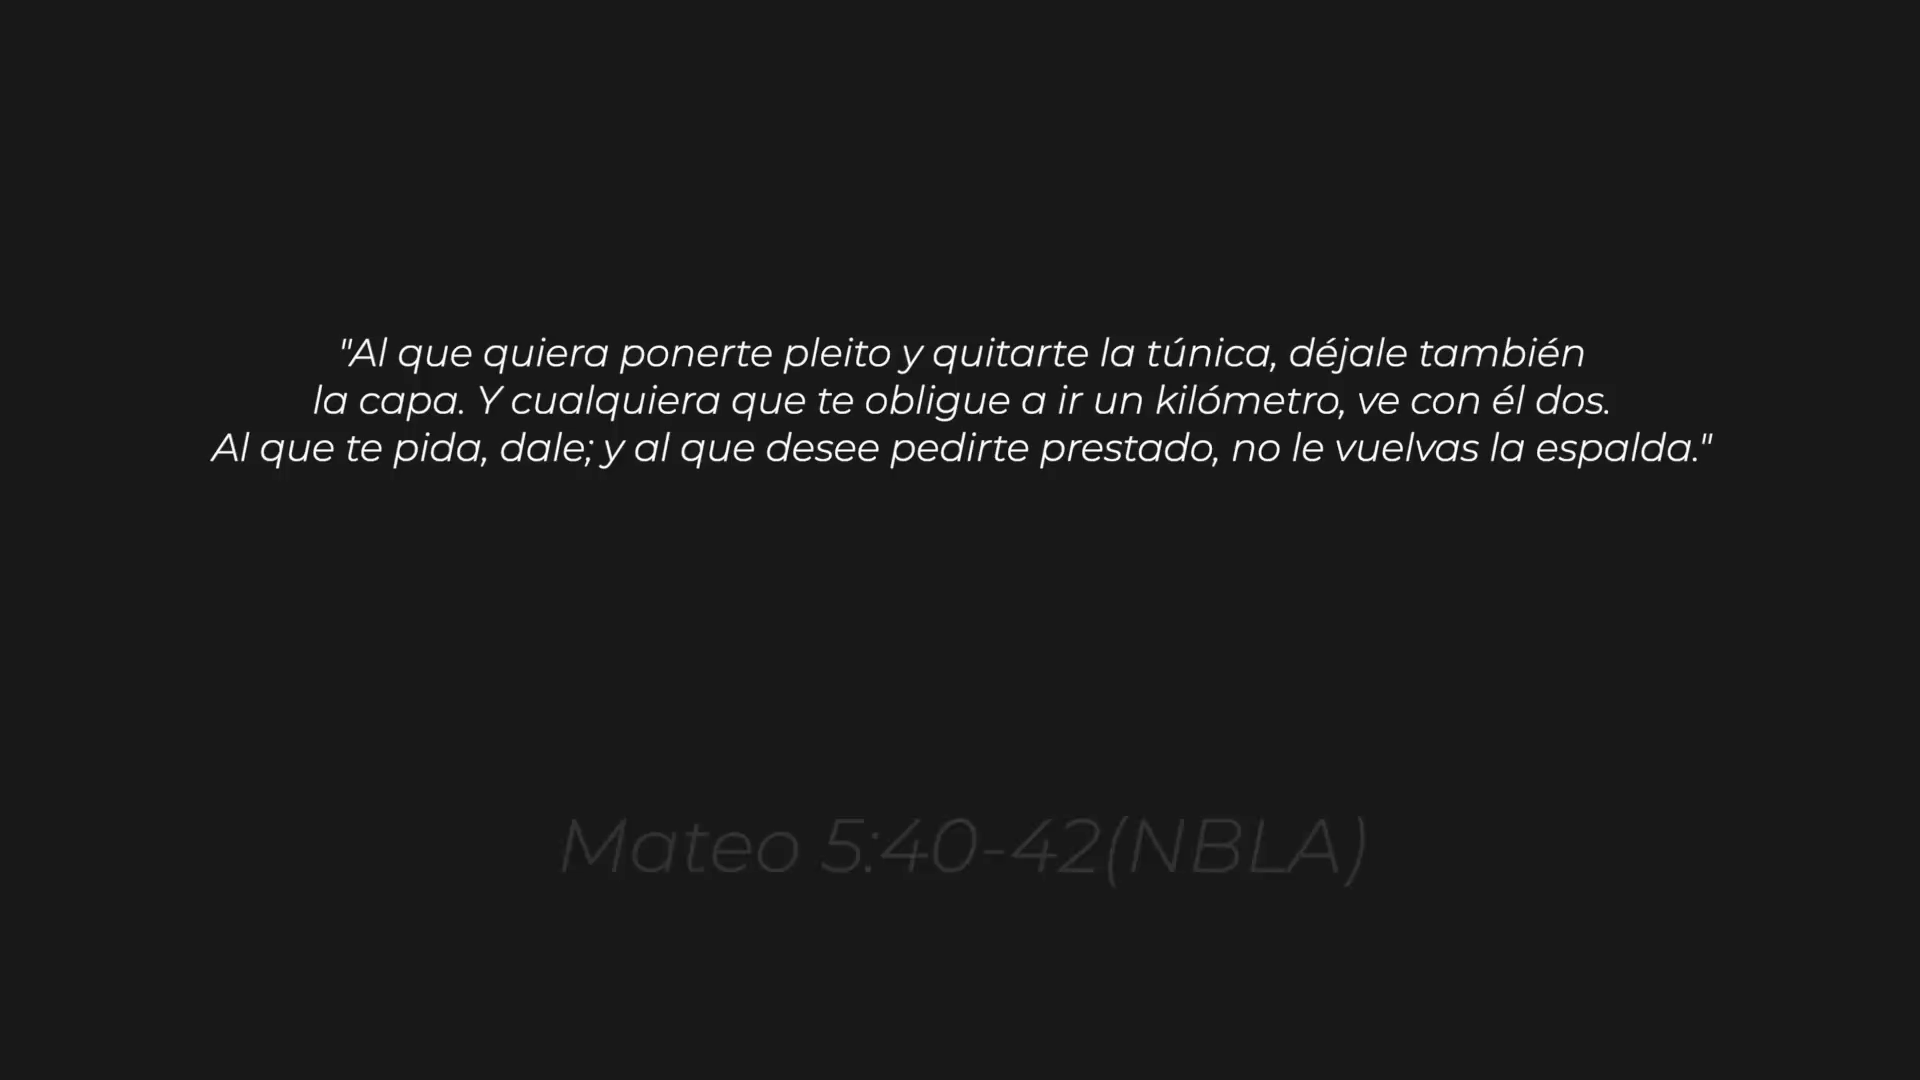 "Al que quiera ponerte pleito y quitarte la túnica, déjale también
la capa. Y cualquiera que te obligue a ir un kilómetro, ve con él dos.
Al que te pida, dale; y al que desee pedirte prestado, no le vuelvas la espalda."
Mateo 5:40-42(NBLA)